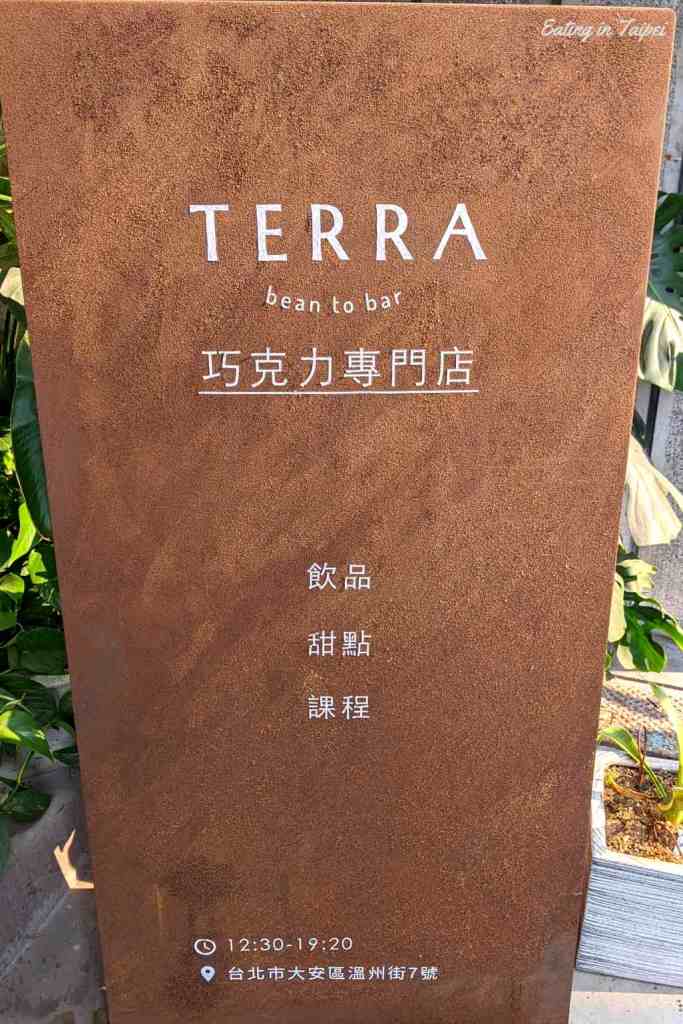 Eating in Taipei
TERRA
bean to bar
巧克力專門店
飲品
甜點
課程
12:30-19:20
台北市大安區溫州街7號